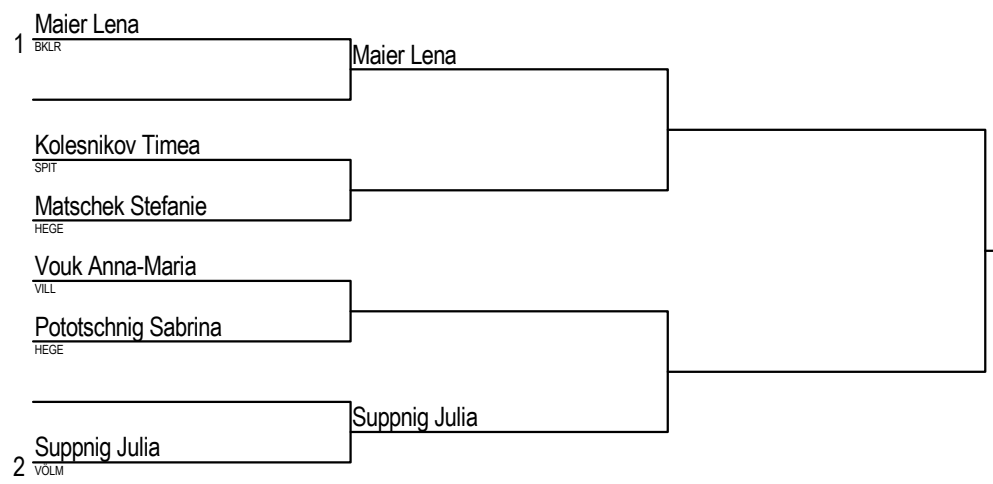 Maier Lena
1
BKLR
Maier Lena
Kolesnikov Timea
SPIT
Matschek Stefanie
HEGE
Vouk Anna-Maria
VILL
Pototschnig Sabrina
HEGE
Suppnig Julia
Suppnig Julia
2
VÖLM